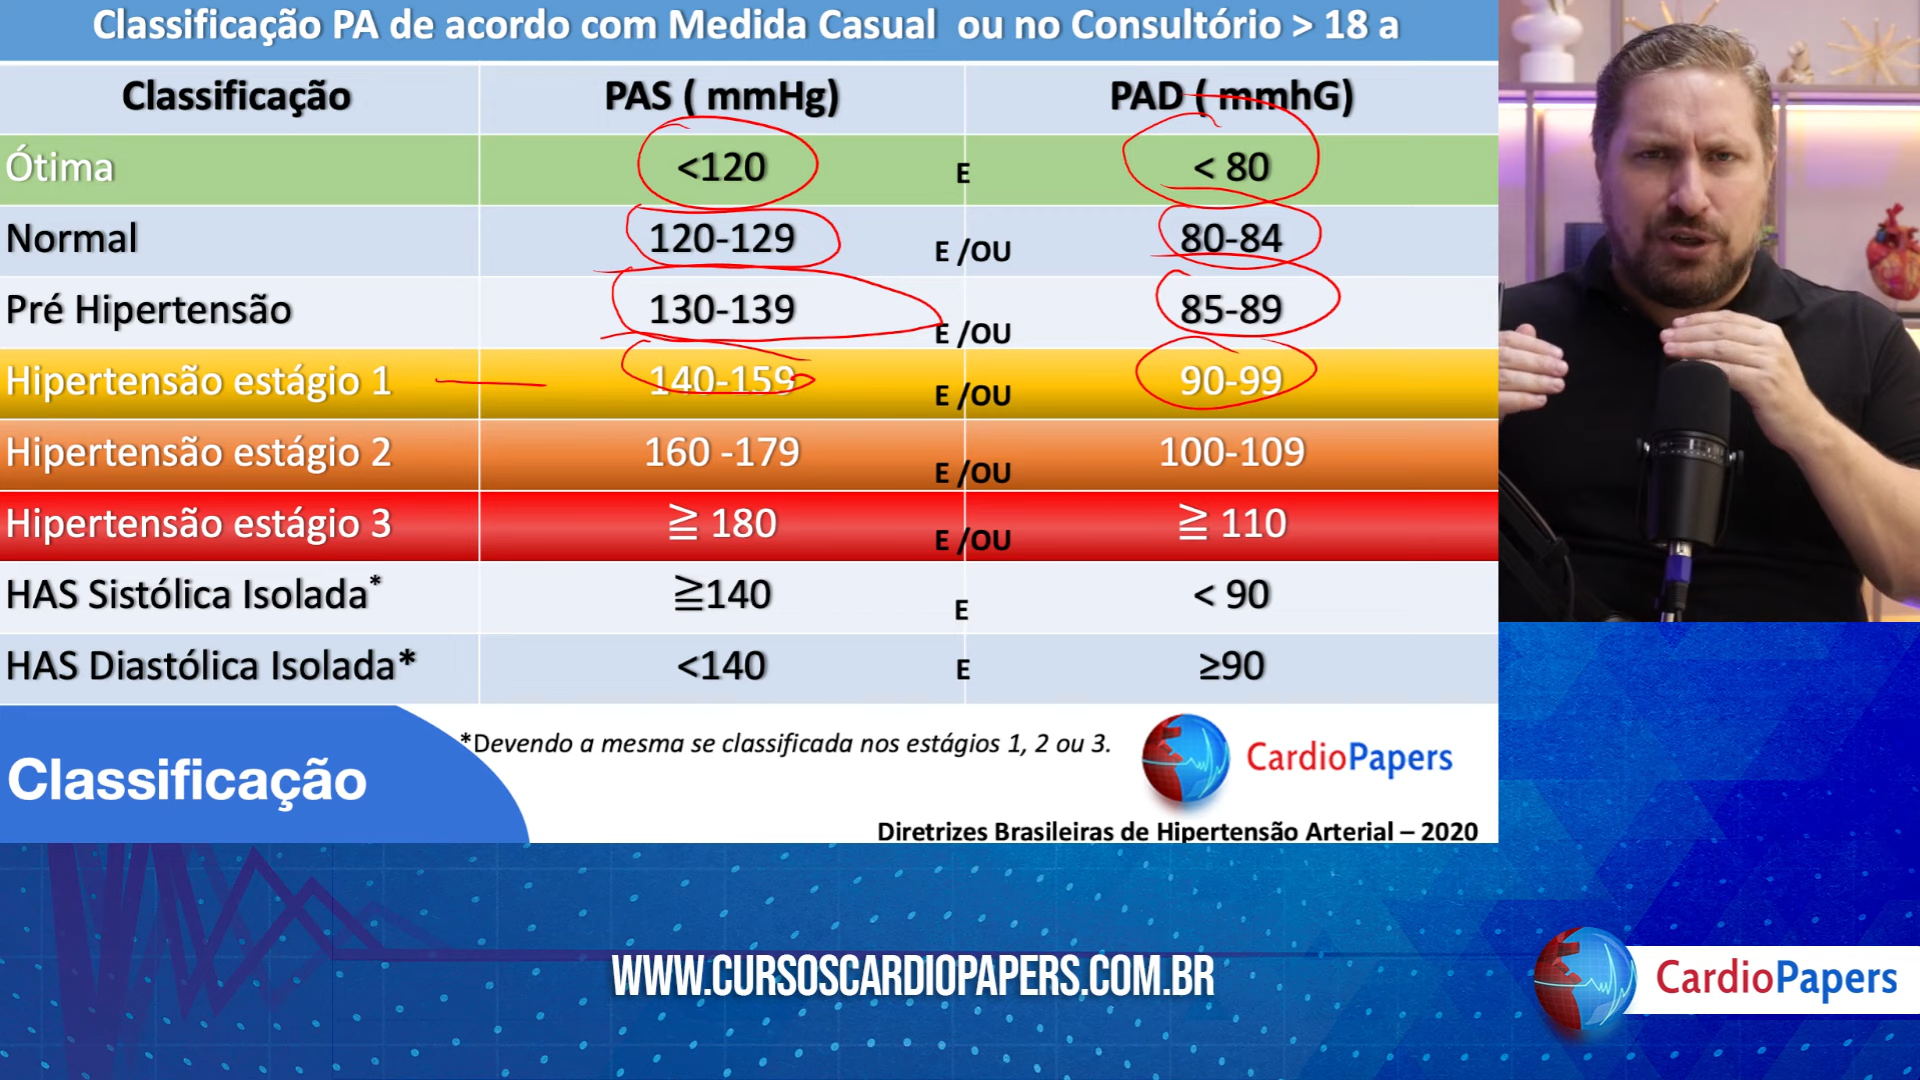 Classificação PA de acordo com Medida Casual ou no Consultório > 18 a
Classificação PAS ( mmHg) PAD ( mmhG)
Ótima <120 E < 80
Normal 120-129 E /OU 80-84
Pré Hipertensão 130-139 E /OU 85-89
Hipertensão estágio 1 140-159 E /OU 90-99
Hipertensão estágio 2 160 -179 E /OU 100-109
Hipertensão estágio 3 ≧ 180 E /OU ≧ 110
HAS Sistólica Isolada* ≧140 E < 90
HAS Diastólica Isolada* <140 E ≥90
*Devendo a mesma se classificada nos estágios 1, 2 ou 3.
CardioPapers
Classificação
Diretrizes Brasileiras de Hipertensão Arterial – 2020
WWW.CURSOSCARDIOPAPERS.COM.BR
CardioPapers